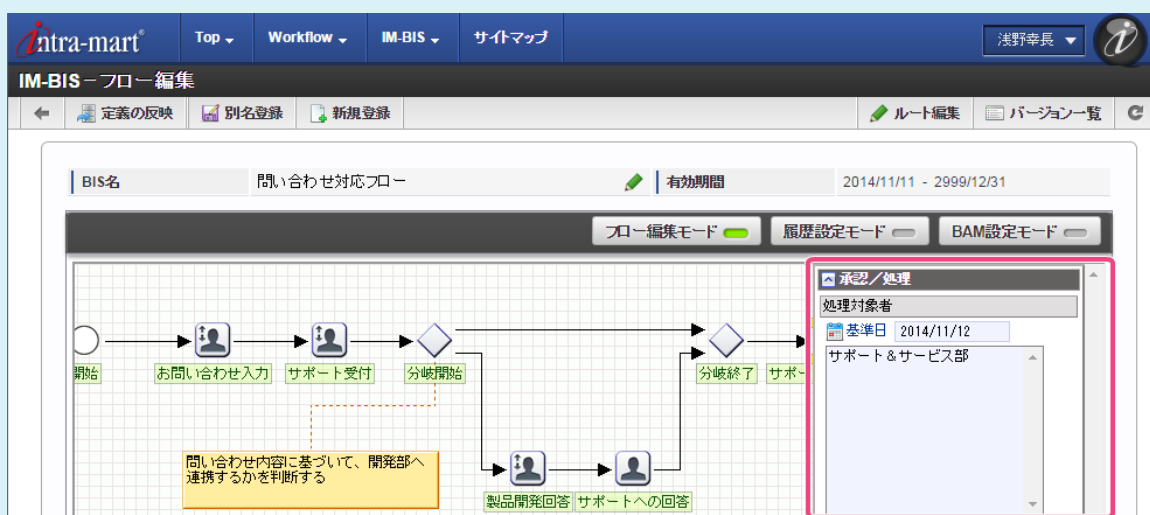 intra-mart® Top Workflow IM-BIS サイトマップ 浅野幸長
IM-BIS－フロー編集
定義の反映 別名登録 新規登録 ルート編集 バージョン一覧
BIS名 問い合わせ対応フロー 有効期間 2014/11/11 - 2999/12/31
フロー編集モード 履歴設定モード BAM設定モード
承認／処理
処理対象者
基準日 2014/11/12
サポート＆サービス部
開始 お問い合わせ入力 サポート受付 分岐開始 分岐終了 サポー
問い合わせ内容に基づいて、開発部へ
連携するかを判断する
製品開発回答 サポートへの回答